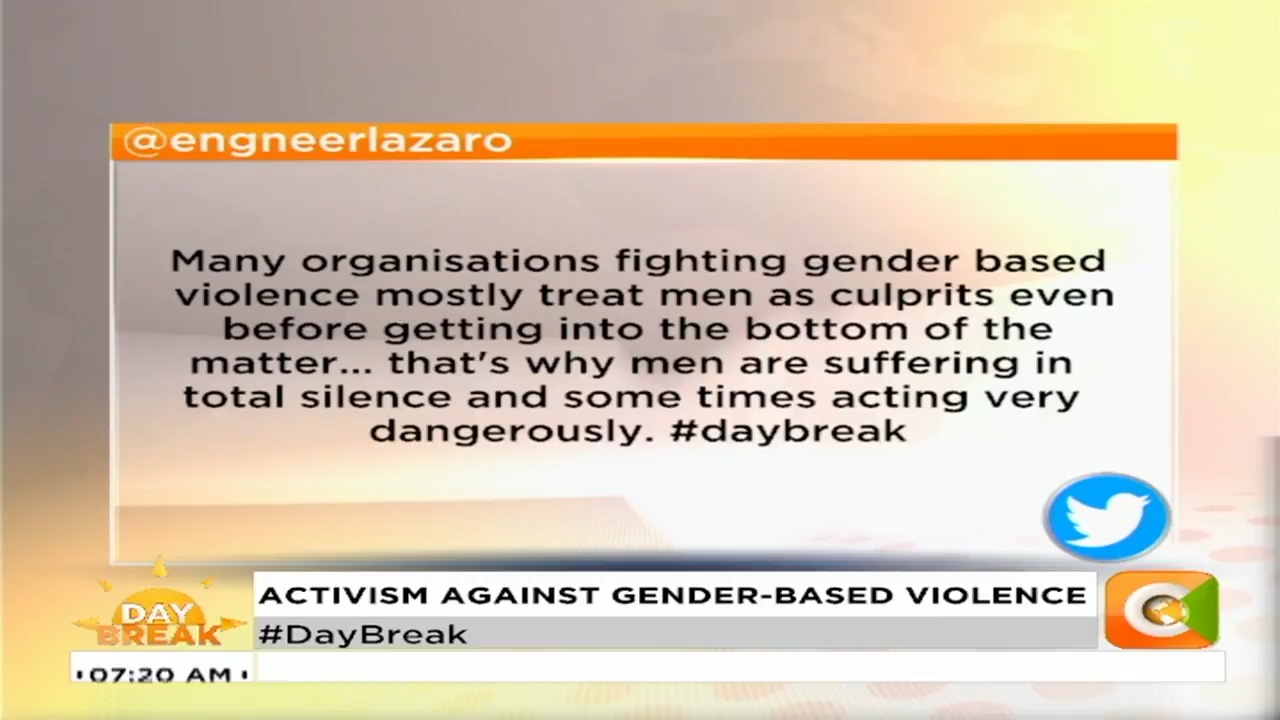 @engneerlazaro
Many organisations fighting gender based
violence mostly treat men as culprits even
before getting into the bottom of the
matter... that's why men are suffering in
total silence and some times acting very
dangerously. #daybreak
DAY
BREAK
ACTIVISM AGAINST GENDER-BASED VIOLENCE
#DayBreak
07:20 AM